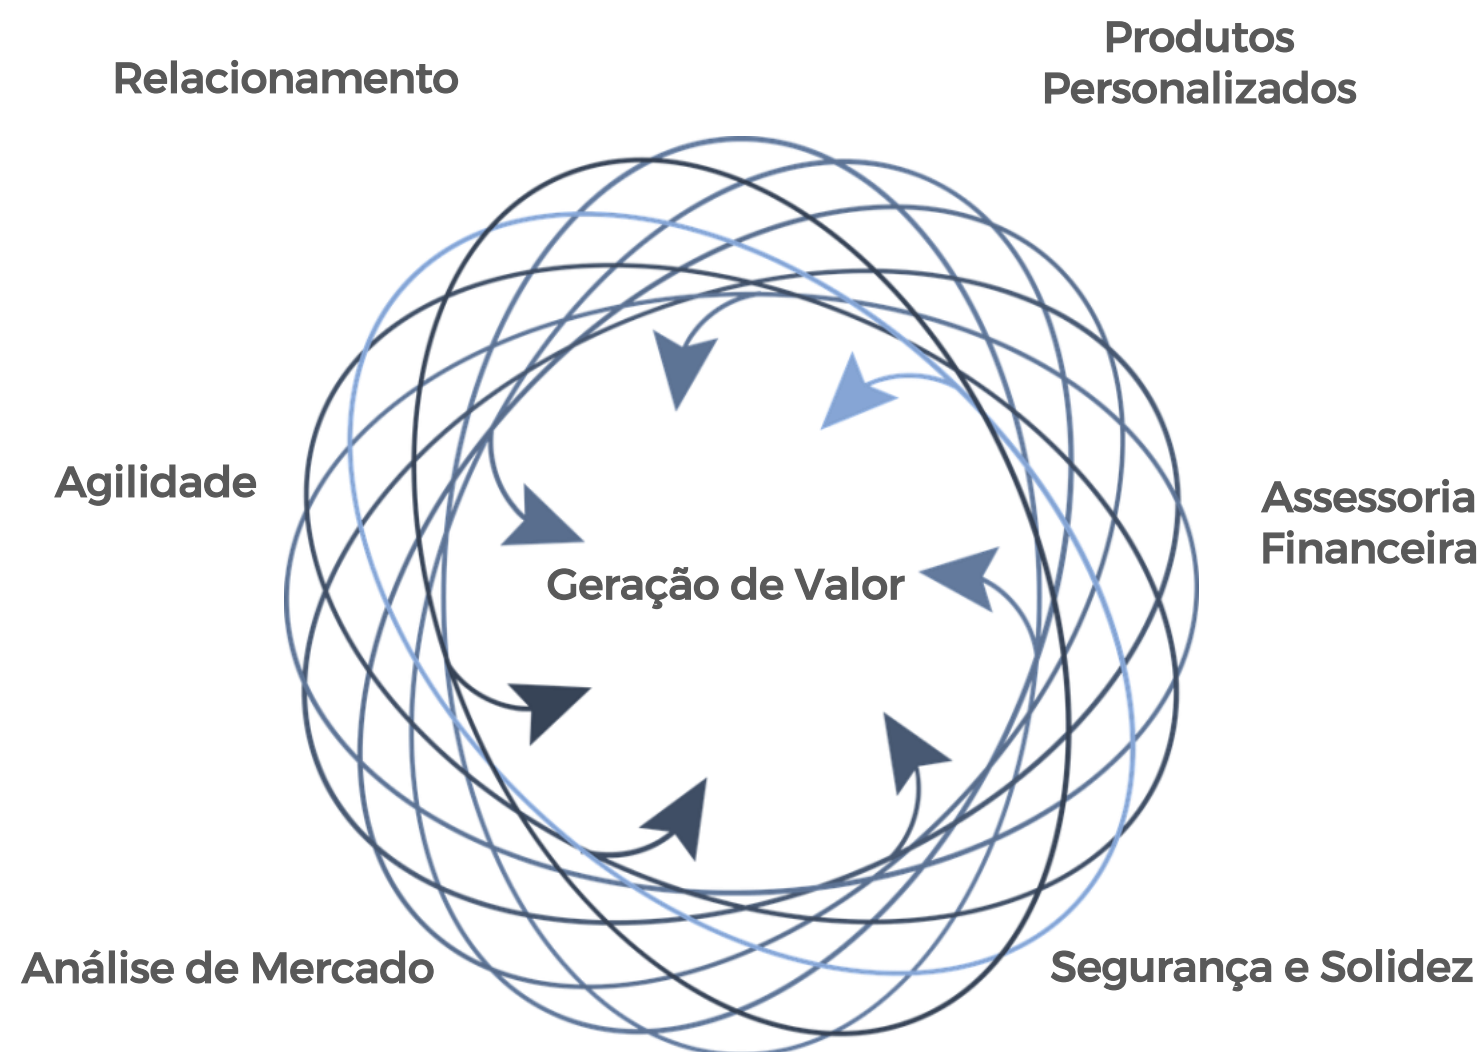 Relacionamento
Produtos
Personalizados
Agilidade
Assessoria
Financeira
Geração de Valor
Análise de Mercado
Segurança e Solidez